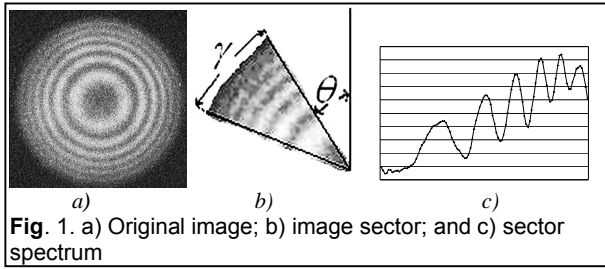 γ
θ
a) b) c)
Fig. 1. a) Original image; b) image sector; and c) sector
spectrum